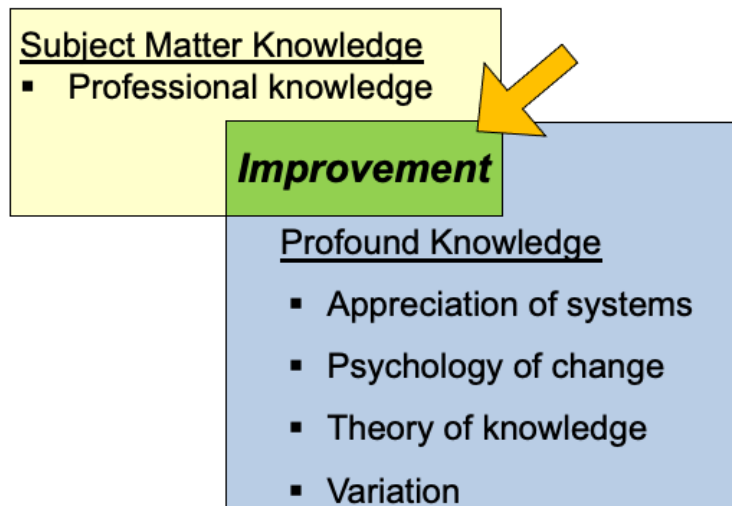 Subject Matter Knowledge
▪ Professional knowledge
Improvement
Profound Knowledge
▪ Appreciation of systems
▪ Psychology of change
▪ Theory of knowledge
▪ Variation